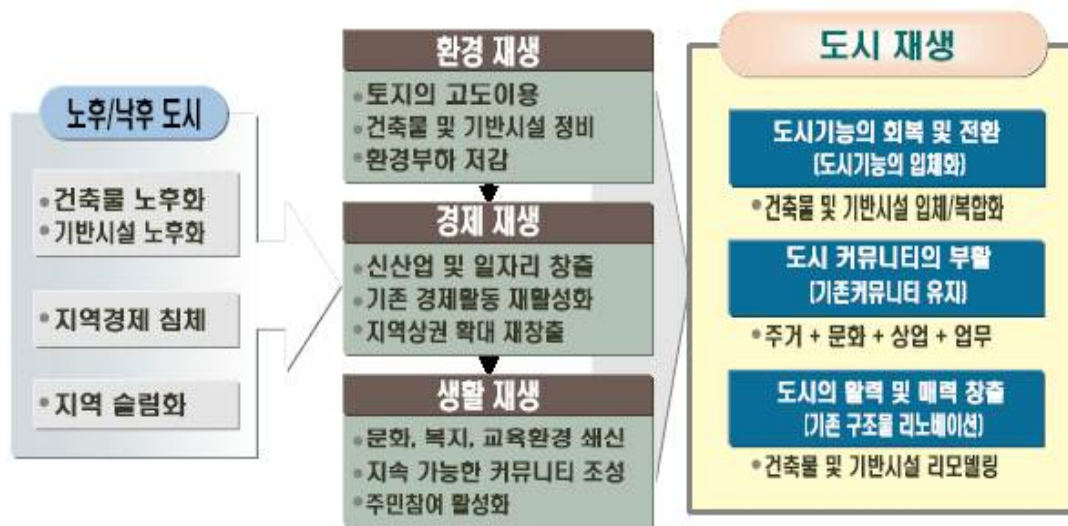 노후/낙후 도시
• 건축물 노후화
• 기반시설 노후화
• 지역경제 침체
• 지역 슬럼화
환경 재생
• 토지의 고도이용
• 건축물 및 기반시설 정비
• 환경부하 저감
경제 재생
• 신산업 및 일자리 창출
• 기존 경제활동 재활성화
• 지역상권 확대 재창출
생활 재생
• 문화, 복지, 교육환경 쇄신
• 지속 가능한 커뮤니티 조성
• 주민참여 활성화
도시 재생
도시기능의 회복 및 전환
(도시기능의 입체화)
• 건축물 및 기반시설 입체/복합화
도시 커뮤니티의 부활
(기존커뮤니티 유지)
• 주거 + 문화 + 상업 + 업무
도시의 활력 및 매력 창출
(기존 구조물 리노베이션)
• 건축물 및 기반시설 리모델링